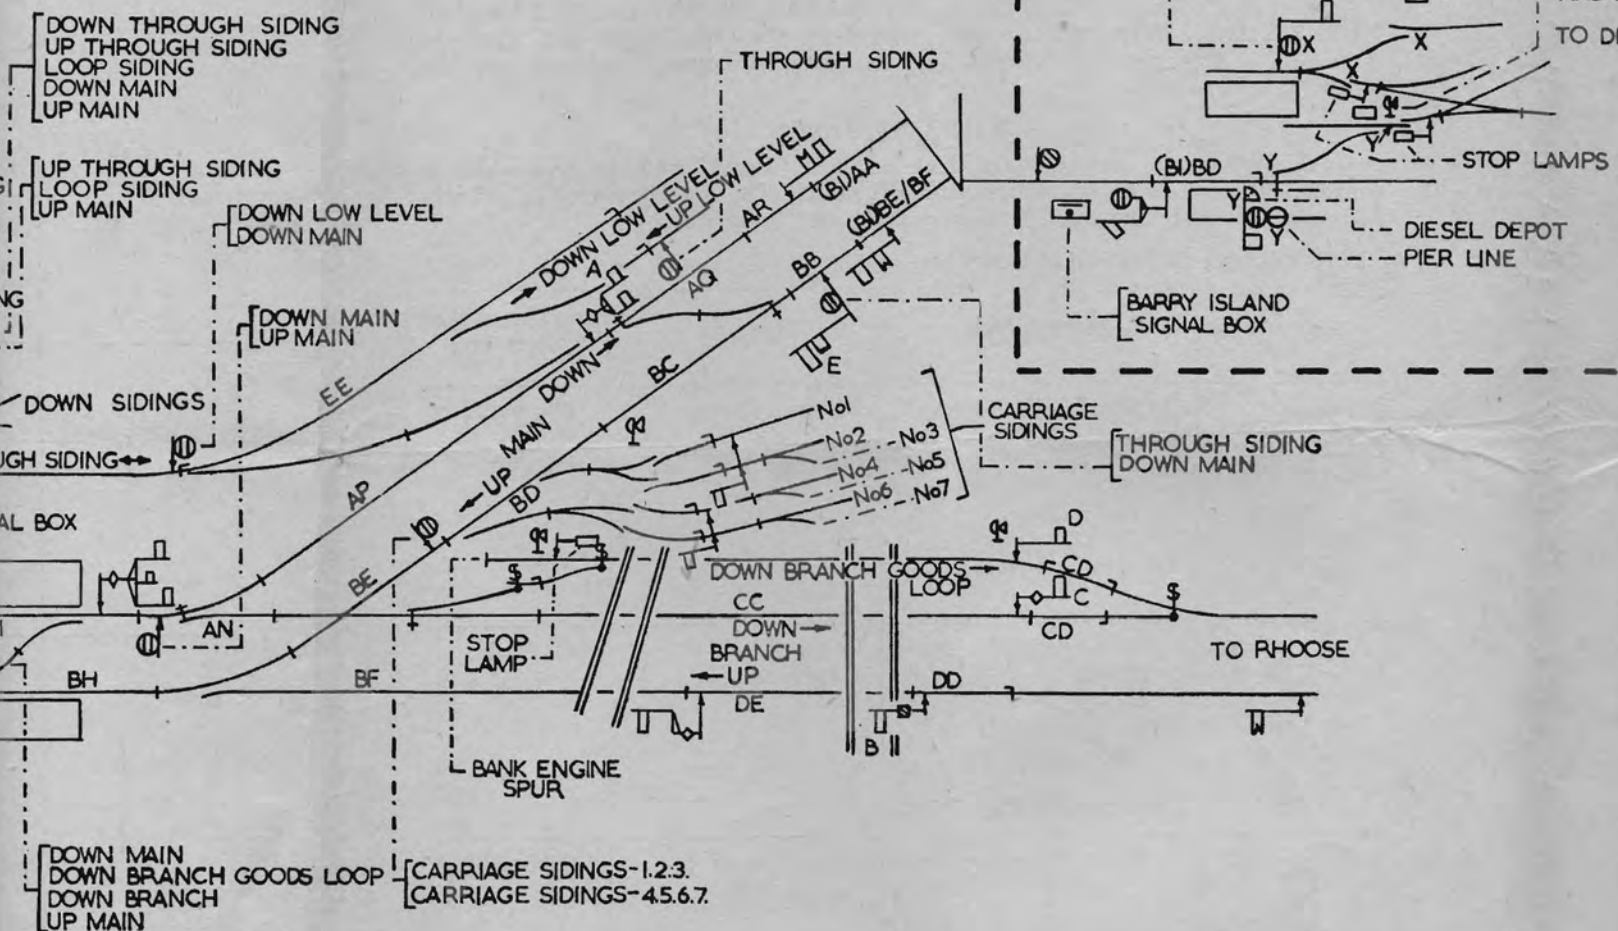 DOWN THROUGH SIDING
UP THROUGH SIDING
LOOP SIDING
DOWN MAIN
UP MAIN
UP THROUGH SIDING
LOOP SIDING
UP MAIN
DOWN LOW LEVEL
DOWN MAIN
DOWN MAIN
UP MAIN
THROUGH SIDING
DOWN LOW LEVEL
UP LOW LEVEL
M
(BI)AA
AR
A
AQ
(BI)BE/BF
BB
U W
E
EE
DOWN
MAIN
UP
BC
AP
BD
BE
DOWN SIDINGS
UGH SIDING
AL BOX
NG
AN
BH
BF
No1
No2
No3
No4
No5
No6
No7
CARRIAGE
SIDINGS
THROUGH SIDING
DOWN MAIN
X
X
X
TO D
STOP LAMPS
Y
Y
Y
Y
(BI)BD
DIESEL DEPOT
PIER LINE
BARRY ISLAND
SIGNAL BOX
S
S
S
D
C
CD
CD
DOWN BRANCH GOODS
LOOP
CC
DOWN
BRANCH
UP
DE
DD
B
W
TO RHOOSE
STOP
LAMP
BANK ENGINE
SPUR
DOWN MAIN
DOWN BRANCH GOODS LOOP
DOWN BRANCH
UP MAIN
CARRIAGE SIDINGS-1.2.3.
CARRIAGE SIDINGS-4.5.6.7.